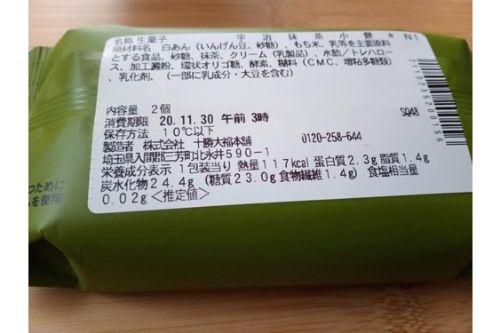 名称 生菓子 宇治抹茶小餅 * N1
原材料名 白あん（いんげん豆、砂糖）、もち米、乳等を主要原料
とする食品、砂糖、抹茶、クリーム（乳製品）、水飴／トレハロー
ス、加工澱粉、環状オリゴ糖、酵素、糊料（CMC、増粘多糖類）
、乳化剤、（一部に乳成分・大豆を含む）
内容量 2個
消費期限 20.11.30 午前 3時 SQ48
保存方法 10℃以下
製造者 株式会社 十勝大福本舗 0120-258-644
埼玉県入間郡三芳町北永井590-1
栄養成分表示 1包装当り 熱量117kcal 蛋白質2.3g 脂質1.4g
炭水化物24.4g （糖質23.0g 食物繊維1.4g） 食塩相当量
0.02g ＜推定値＞
つために
を使用